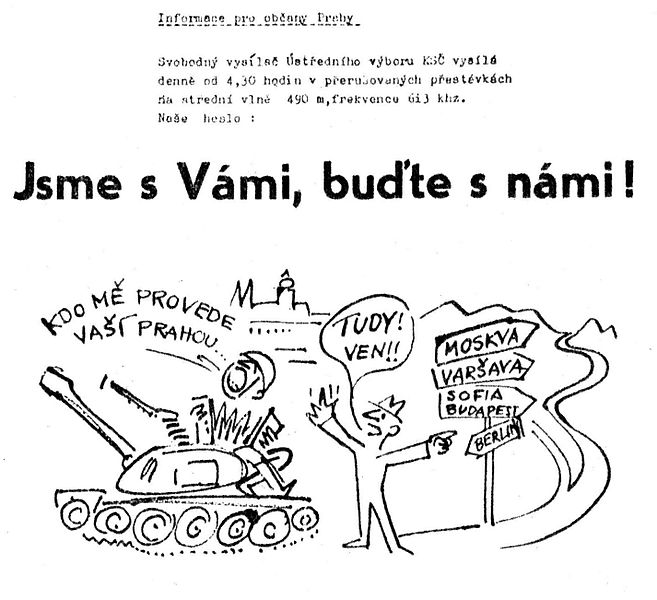 Informace pro občany Prahy
Svobodný vysílač Ústředního výboru KSČ vysílá
denně od 4,30 hodin v přerušovaných přestávkách
na střední vlně 490 m,frekvence 613 khz.
Naše heslo :
Jsme s Vámi, buďte s námi!
KDO MĚ PROVEDE
VAŠÍ PRAHOU...
TUDY!
VEN!!
MOSKVA
VARŠAVA
SOFIA
BUDAPEST
BERLIN